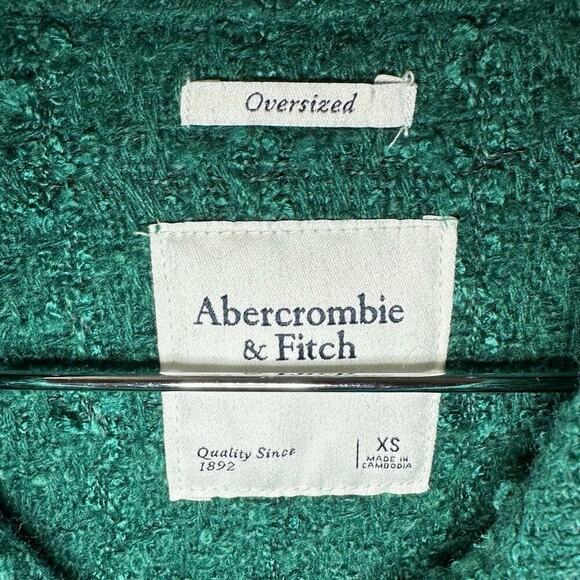 Oversized
Abercrombie
& Fitch
Quality Since
1892
XS
MADE IN
CAMBODIA